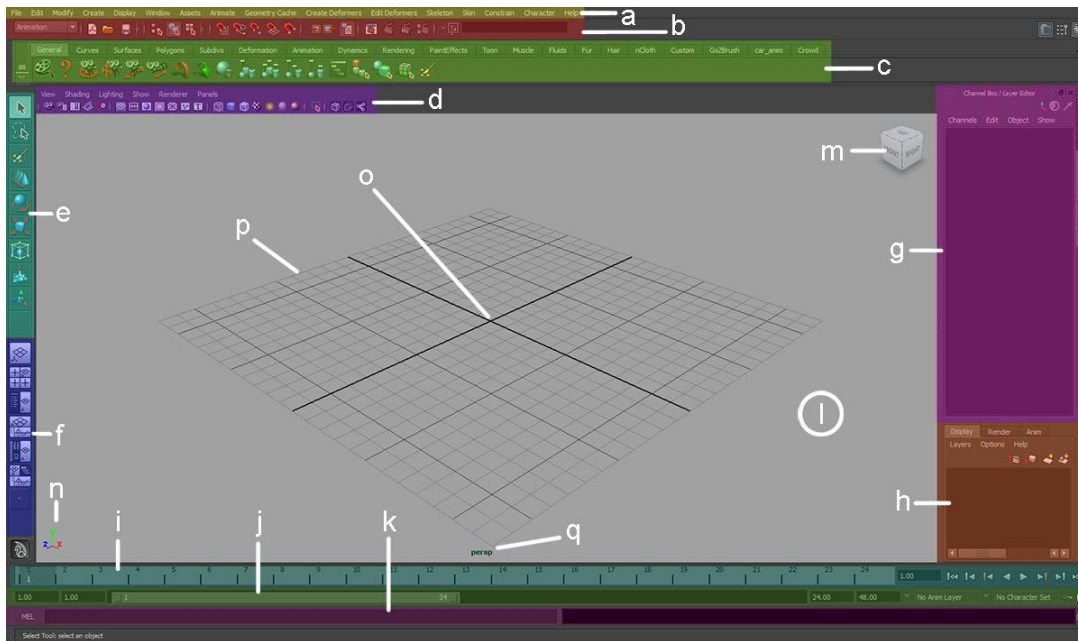 File Edit Modify Create Display Window Assets Animate Geometry Cache Create Deformers Edit Deformers Skeleton Skin Constrain Character Help
a
Animation
b
General Curves Surfaces Polygons Subdivs Deformation Animation Dynamics Rendering PaintEffects Toon Muscle Fluids Fur Hair nCloth Custom GoZBrush car_anim Crowd
c
View Shading Lighting Show Renderer Panels
d
Channel Box / Layer Editor
Channels Edit Object Show
m
RIGHT
o
e
p
g
l
Display Render Anim
Layers Options Help
f
h
n
i
j
k
q
z x
persp
1 2 3 4 5 6 7 8 9 10 11 12 13 14 15 16 17 18 19 20 21 22 23 24
1
1.00
1.00 1.00 1 24 24.00 48.00 No Anim Layer No Character Set
MEL
Select Tool: select an object